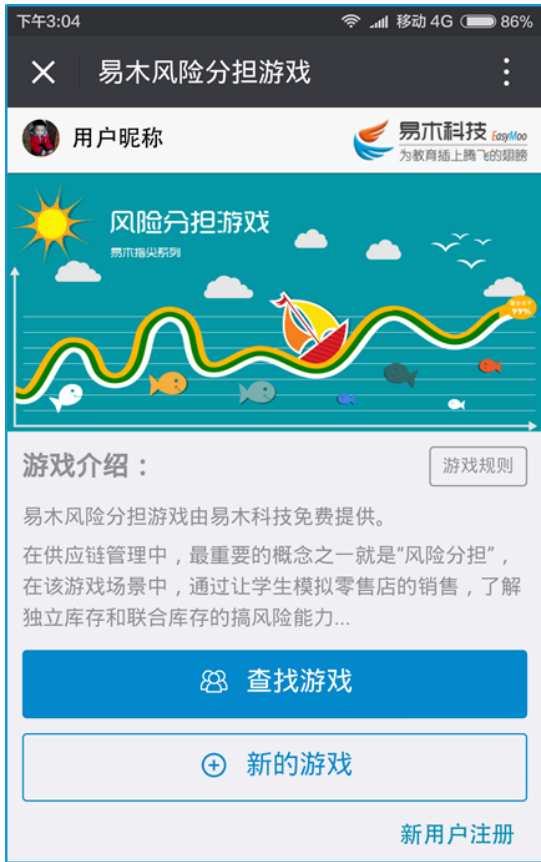 下午3:04 移动 4G 86%
易木风险分担游戏
用户昵称
易木科技 EasyMoo
为教育插上腾飞的翅膀
风险分担游戏
易木指尖系列
99%
游戏介绍：
游戏规则
易木风险分担游戏由易木科技免费提供。
在供应链管理中，最重要的概念之一就是“风险分担”，
在该游戏场景中，通过让学生模拟零售店的销售，了解
独立库存和联合库存的搞风险能力...
查找游戏
新的游戏
新用户注册